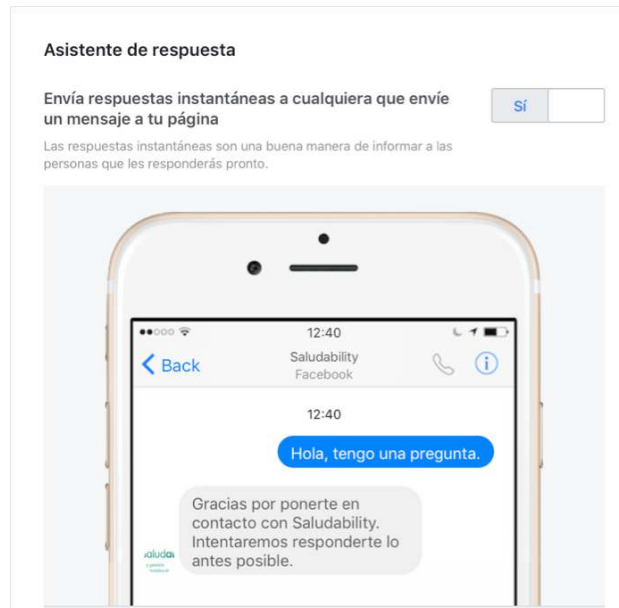 Asistente de respuesta
Envía respuestas instantáneas a cualquiera que envíe
un mensaje a tu página
Sí
Las respuestas instantáneas son una buena manera de informar a las
personas que les responderás pronto.
12:40
Back
Saludability
Facebook
12:40
Hola, tengo una pregunta.
Gracias por ponerte en
contacto con Saludability.
Intentaremos responderte lo
antes posible.